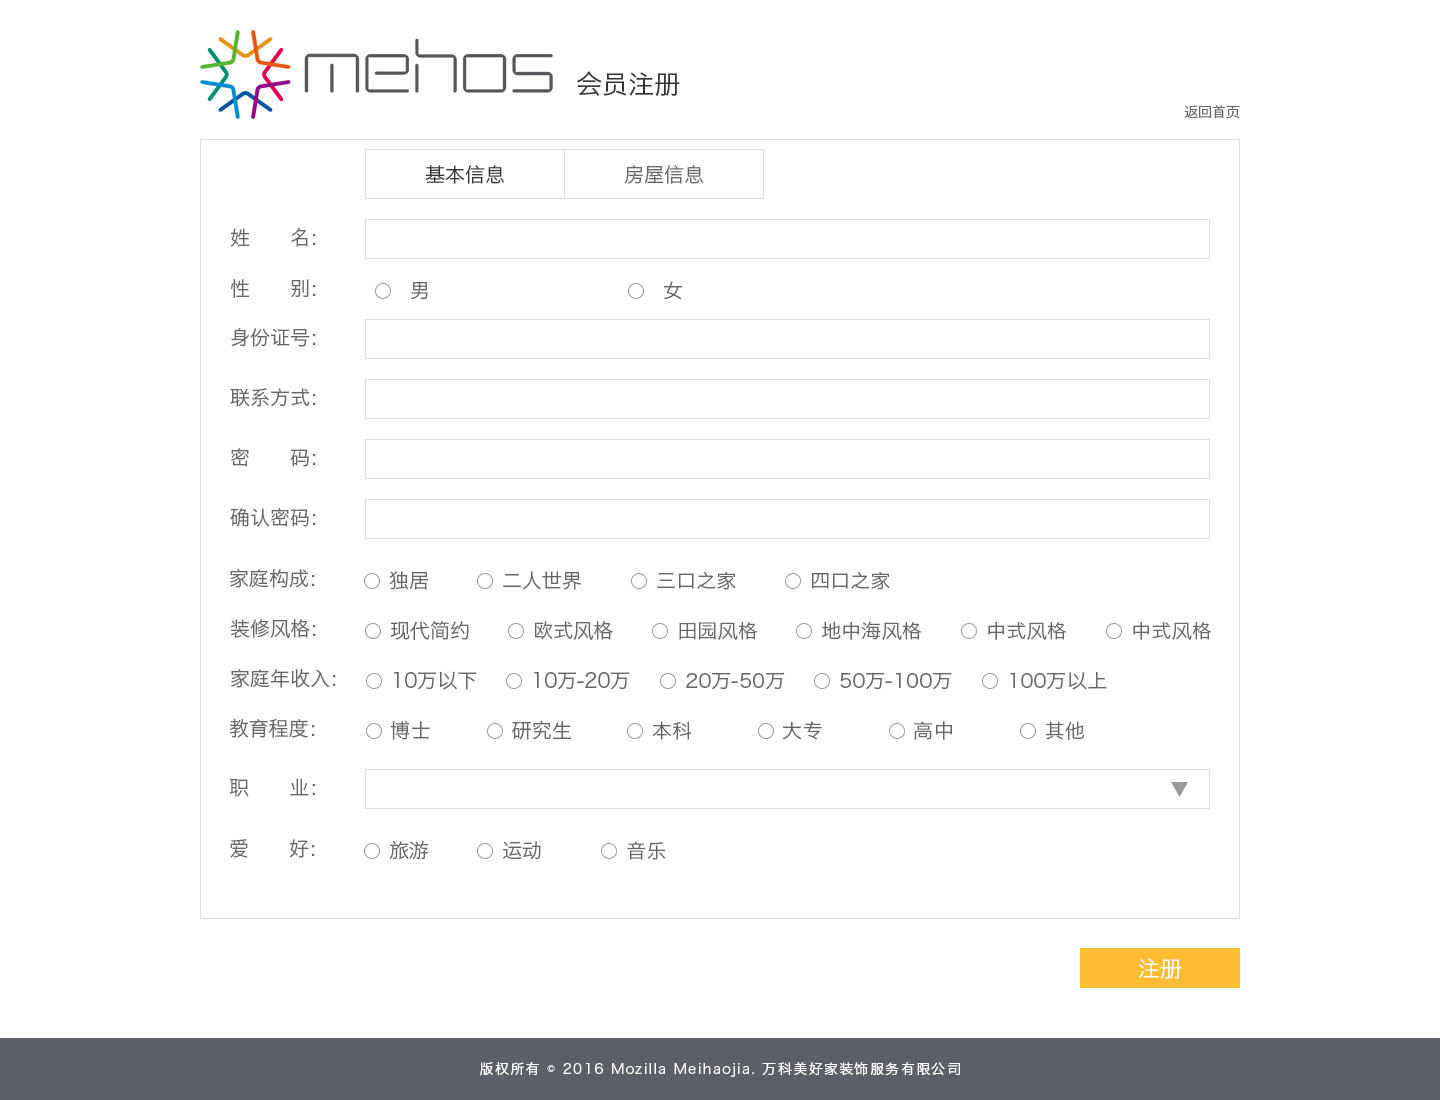 mehos 会员注册
返回首页
基本信息 房屋信息
姓 名：
性 别： 男 女
身份证号：
联系方式：
密 码：
确认密码：
家庭构成： 独居 二人世界 三口之家 四口之家
装修风格： 现代简约 欧式风格 田园风格 地中海风格 中式风格 中式风格
家庭年收入： 10万以下 10万-20万 20万-50万 50万-100万 100万以上
教育程度： 博士 研究生 本科 大专 高中 其他
职 业：
爱 好： 旅游 运动 音乐
注册
版权所有 © 2016 Mozilla Meihaojia. 万科美好家装饰服务有限公司